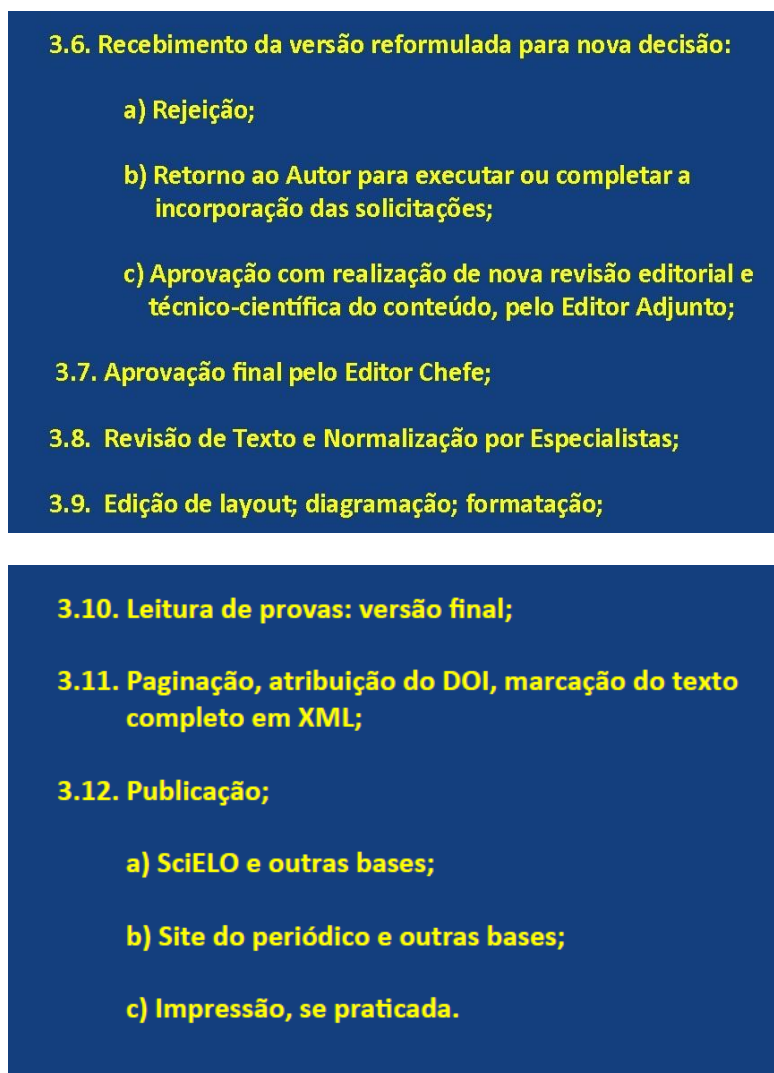 3.6. Recebimento da versão reformulada para nova decisão:
a) Rejeição;
b) Retorno ao Autor para executar ou completar a
incorporação das solicitações;
c) Aprovação com realização de nova revisão editorial e
técnico-científica do conteúdo, pelo Editor Adjunto;
3.7. Aprovação final pelo Editor Chefe;
3.8. Revisão de Texto e Normalização por Especialistas;
3.9. Edição de layout; diagramação; formatação;
3.10. Leitura de provas: versão final;
3.11. Paginação, atribuição do DOI, marcação do texto
completo em XML;
3.12. Publicação;
a) SciELO e outras bases;
b) Site do periódico e outras bases;
c) Impressão, se praticada.